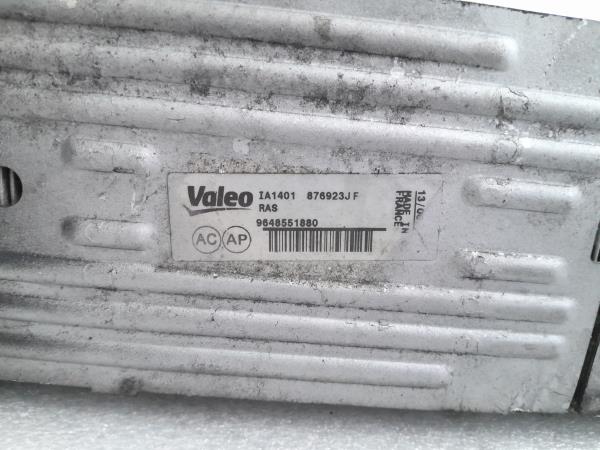 Valeo
IA1401 876923J F
RAS
9648551880
AC AP
MADE IN
FRANCE